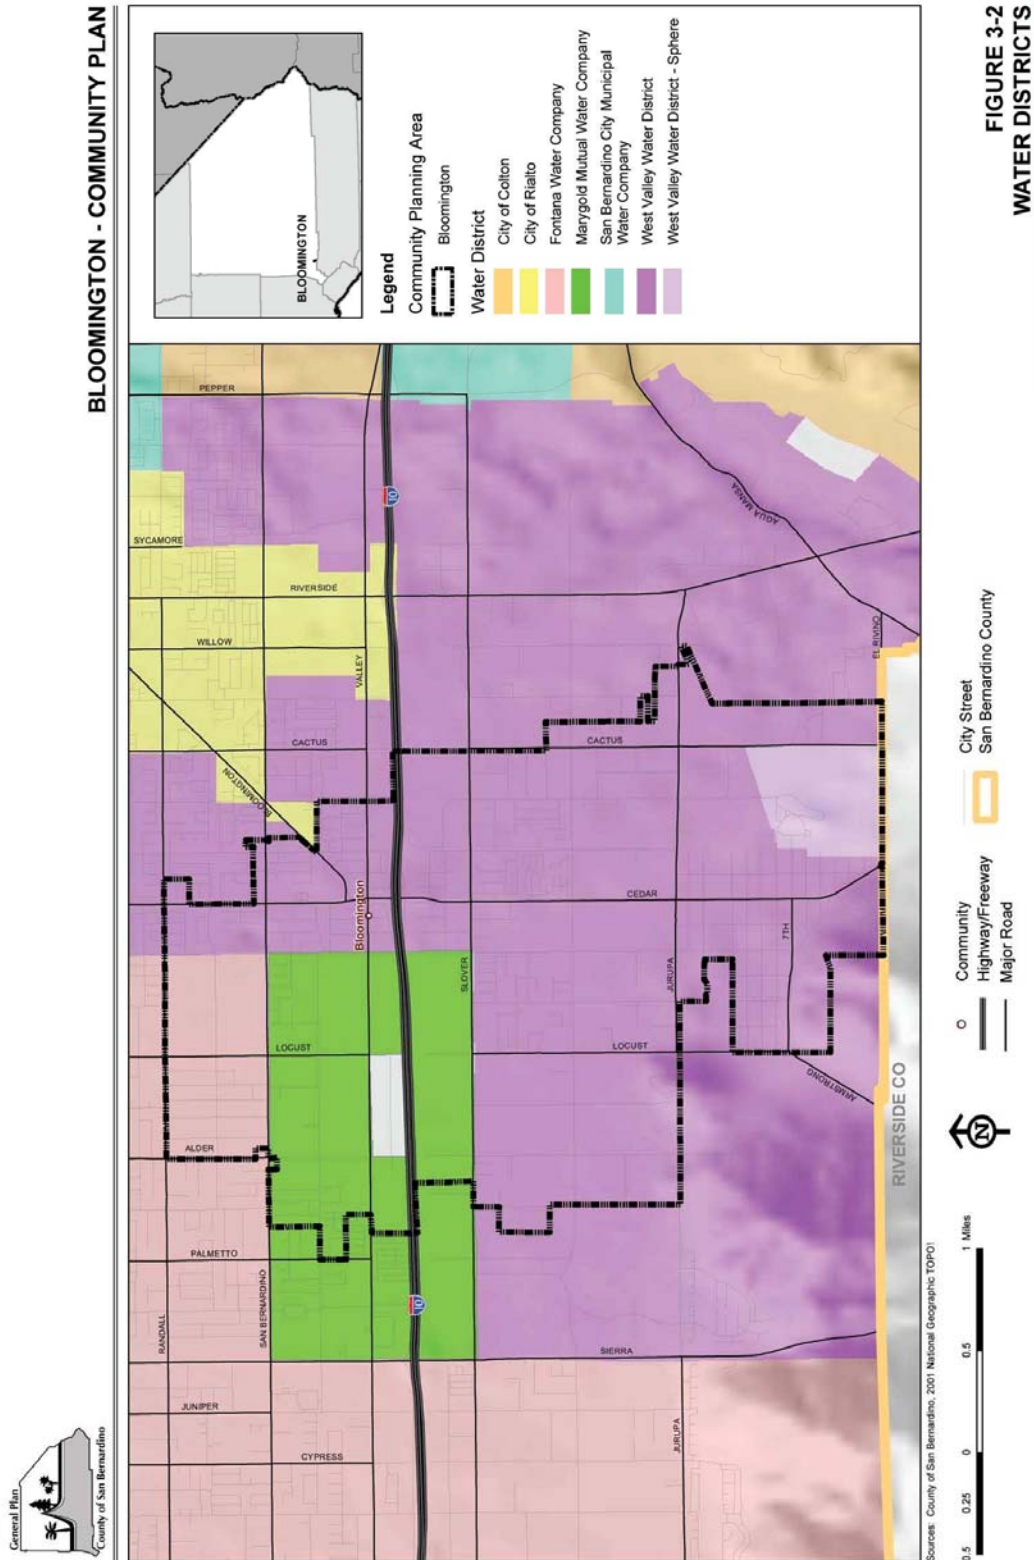 General Plan
County of San Bernardino
BLOOMINGTON - COMMUNITY PLAN
RANDALL
SAN BERNARDINO
JUNIPER
CYPRESS
PALMETTO
ALDER
LOCUST
BLOOMINGTON
CACTUS
VALLEY
WILLOW
RIVERSIDE
SYCAMORE
PEPPER
Bloomington
10
10
SLOVER
SIERRA
JURUPA
JURUPA
LOCUST
CEDAR
CACTUS
7TH
ARMSTRONG
AGUA MANSA
EL RIVINO
RIVERSIDE CO
BLOOMINGTON
Legend
Community Planning Area
Bloomington
Water District
City of Colton
City of Rialto
Fontana Water Company
Marygold Mutual Water Company
San Bernardino City Municipal
Water Company
West Valley Water District
West Valley Water District - Sphere
Sources: County of San Bernardino, 2001 National Geographic TOPO!
0.5
0.25
0
0.5
1 Miles
N
Community
Highway/Freeway
Major Road
City Street
San Bernardino County
FIGURE 3-2
WATER DISTRICTS